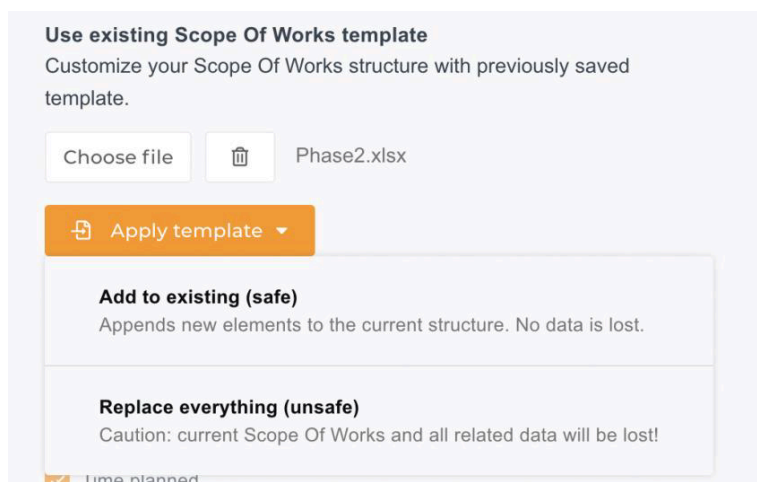 Use existing Scope Of Works template
Customize your Scope Of Works structure with previously saved
template.
Choose file
Phase2.xlsx
Apply template
Add to existing (safe)
Appends new elements to the current structure. No data is lost.
Replace everything (unsafe)
Caution: current Scope Of Works and all related data will be lost!
Time planned